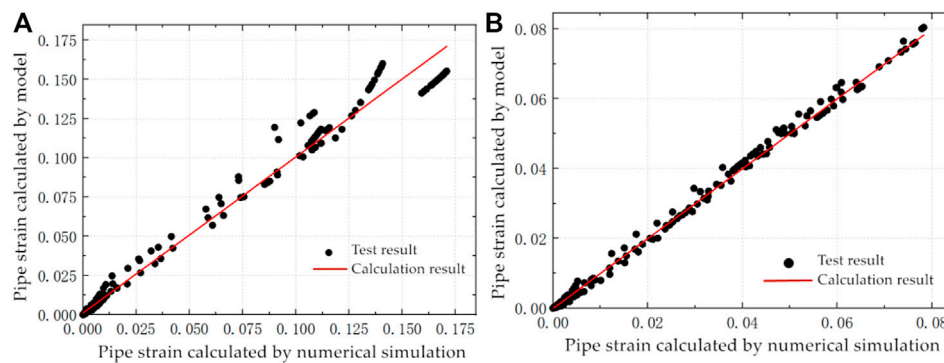 A
Pipe strain calculated by model
0.175
0.150
0.125
0.100
0.075
0.050
0.025
0.000
Test result
Calculation result
0.000 0.025 0.050 0.075 0.100 0.125 0.150 0.175
Pipe strain calculated by numerical simulation
B
Pipe strain calculated by model
0.08
0.06
0.04
0.02
0.00
Test result
Calculation result
0.00 0.02 0.04 0.06 0.08
Pipe strain calculated by numerical simulation